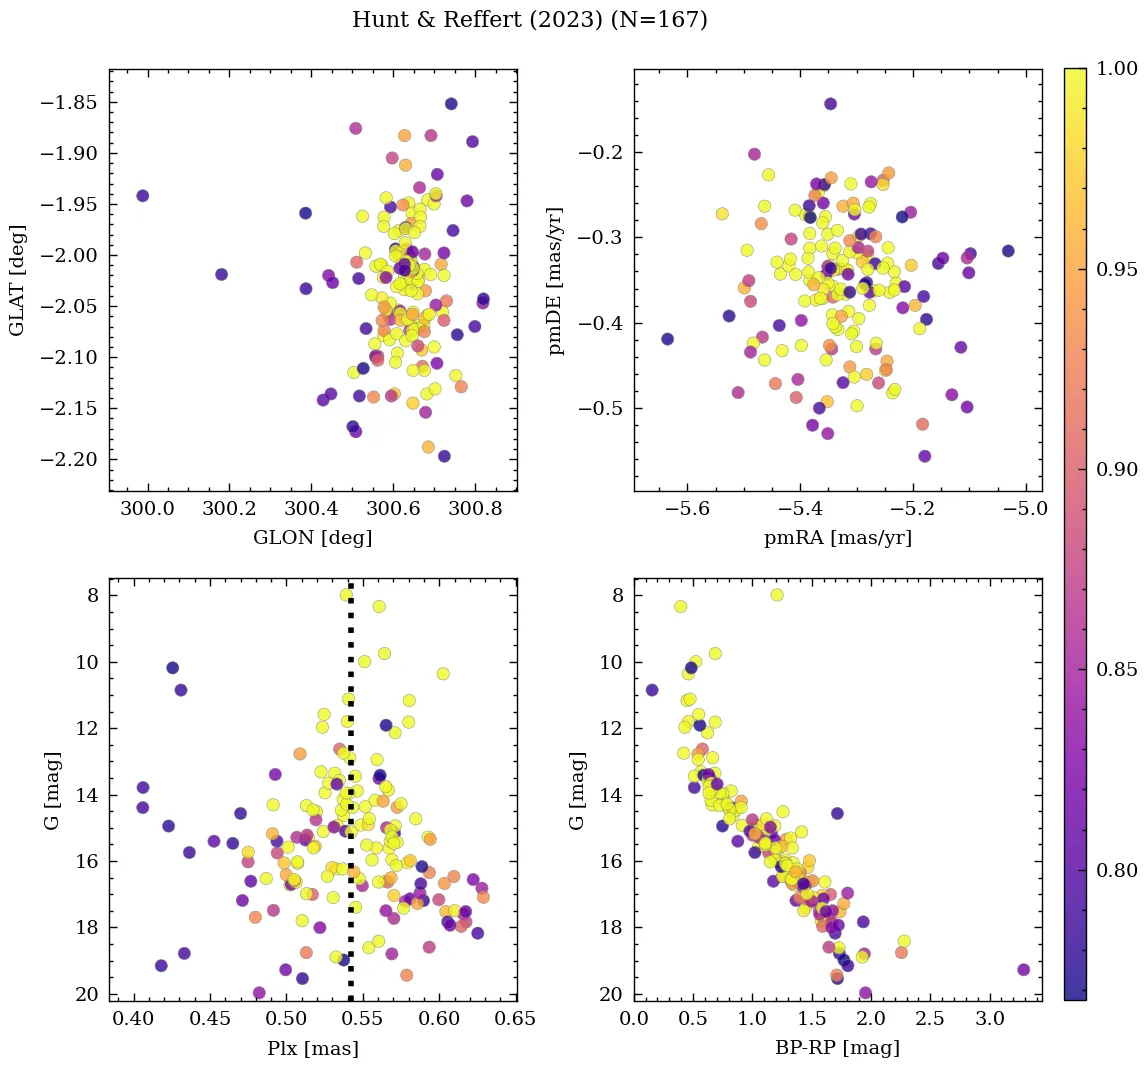 Hunt & Reffert (2023) (N=167)
−1.85
−1.90
−1.95
−2.00
−2.05
−2.10
−2.15
−2.20
GLAT [deg]
300.0 300.2 300.4 300.6 300.8
GLON [deg]
−0.2
−0.3
−0.4
−0.5
pmDE [mas/yr]
−5.6 −5.4 −5.2 −5.0
pmRA [mas/yr]
1.00
0.95
0.90
0.85
0.80
8
10
12
14
16
18
20
G [mag]
0.40 0.45 0.50 0.55 0.60 0.65
Plx [mas]
8
10
12
14
16
18
20
G [mag]
0.0 0.5 1.0 1.5 2.0 2.5 3.0
BP-RP [mag]